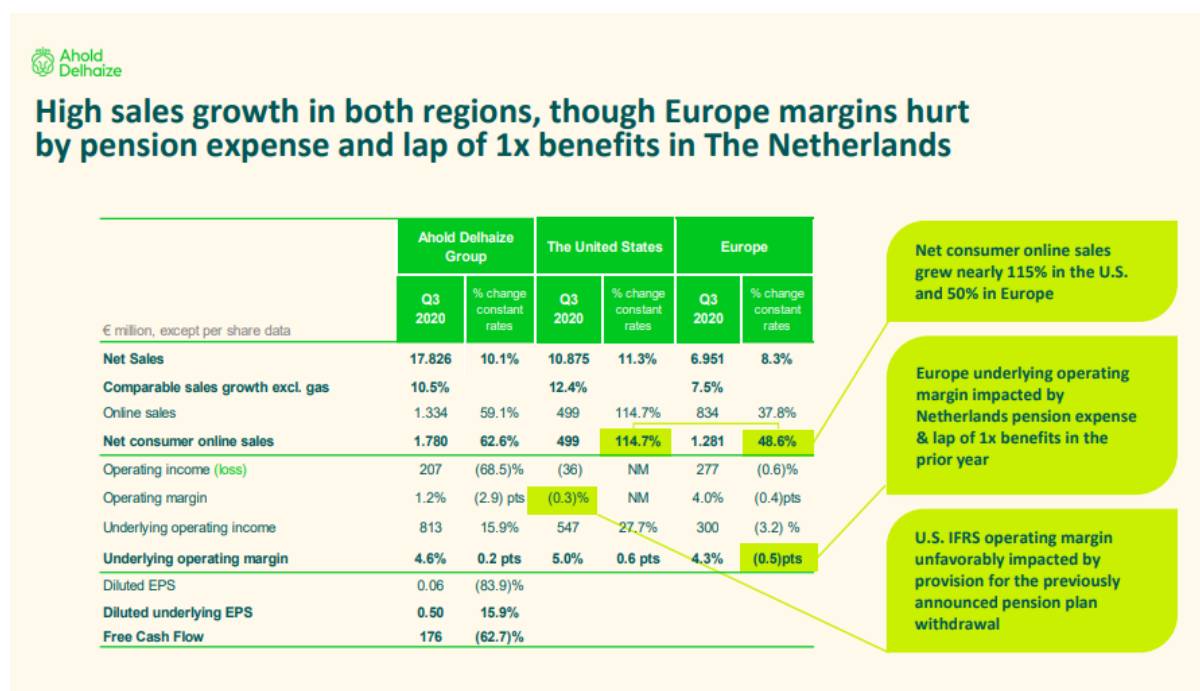 Ahold
Delhaize
High sales growth in both regions, though Europe margins hurt
by pension expense and lap of 1x benefits in The Netherlands
Ahold Delhaize
Group
The United States
Europe
€ million, except per share data
Q3
2020
% change
constant
rates
Q3
2020
% change
constant
rates
Q3
2020
% change
constant
rates
Net Sales 17.826 10.1% 10.875 11.3% 6.951 8.3%
Comparable sales growth excl. gas 10.5% 12.4% 7.5%
Online sales 1.334 59.1% 499 114.7% 834 37.8%
Net consumer online sales 1.780 62.6% 499 114.7% 1.281 48.6%
Operating income (loss) 207 (68.5)% (36) NM 277 (0.6)%
Operating margin 1.2% (2.9) pts (0.3)% NM 4.0% (0.4)pts
Underlying operating income 813 15.9% 547 27.7% 300 (3.2) %
Underlying operating margin 4.6% 0.2 pts 5.0% 0.6 pts 4.3% (0.5)pts
Diluted EPS 0.06 (83.9)%
Diluted underlying EPS 0.50 15.9%
Free Cash Flow 176 (62.7)%
Net consumer online sales
grew nearly 115% in the U.S.
and 50% in Europe
Europe underlying operating
margin impacted by
Netherlands pension expense
& lap of 1x benefits in the
prior year
U.S. IFRS operating margin
unfavorably impacted by
provision for the previously
announced pension plan
withdrawal